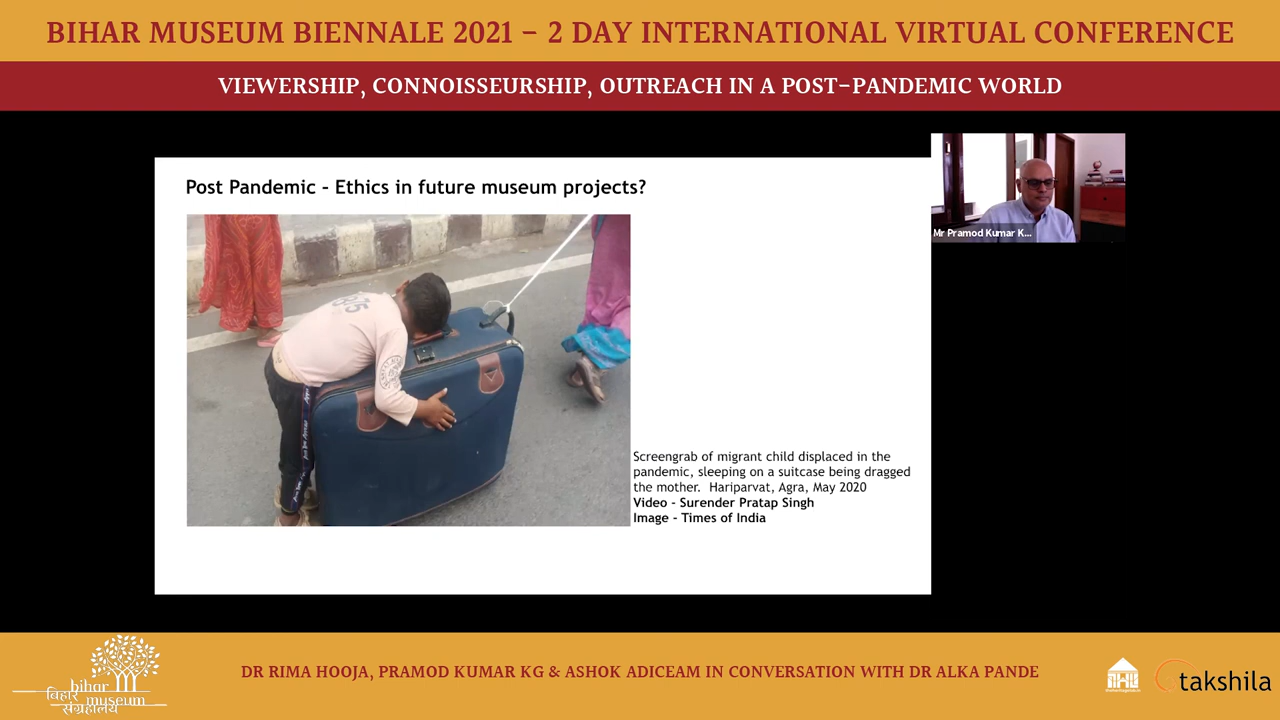 BIHAR MUSEUM BIENNALE 2021 – 2 DAY INTERNATIONAL VIRTUAL CONFERENCE
VIEWERSHIP, CONNOISSEURSHIP, OUTREACH IN A POST–PANDEMIC WORLD
Post Pandemic - Ethics in future museum projects?
Mr Pramod Kumar K...
875
Screengrab of migrant child displaced in the
pandemic, sleeping on a suitcase being dragged
the mother. Hariparvat, Agra, May 2020
Video - Surender Pratap Singh
Image - Times of India
bihar
बिहार museum
संग्रहालय
DR RIMA HOOJA, PRAMOD KUMAR KG & ASHOK ADICEAM IN CONVERSATION WITH DR ALKA PANDE
takshila